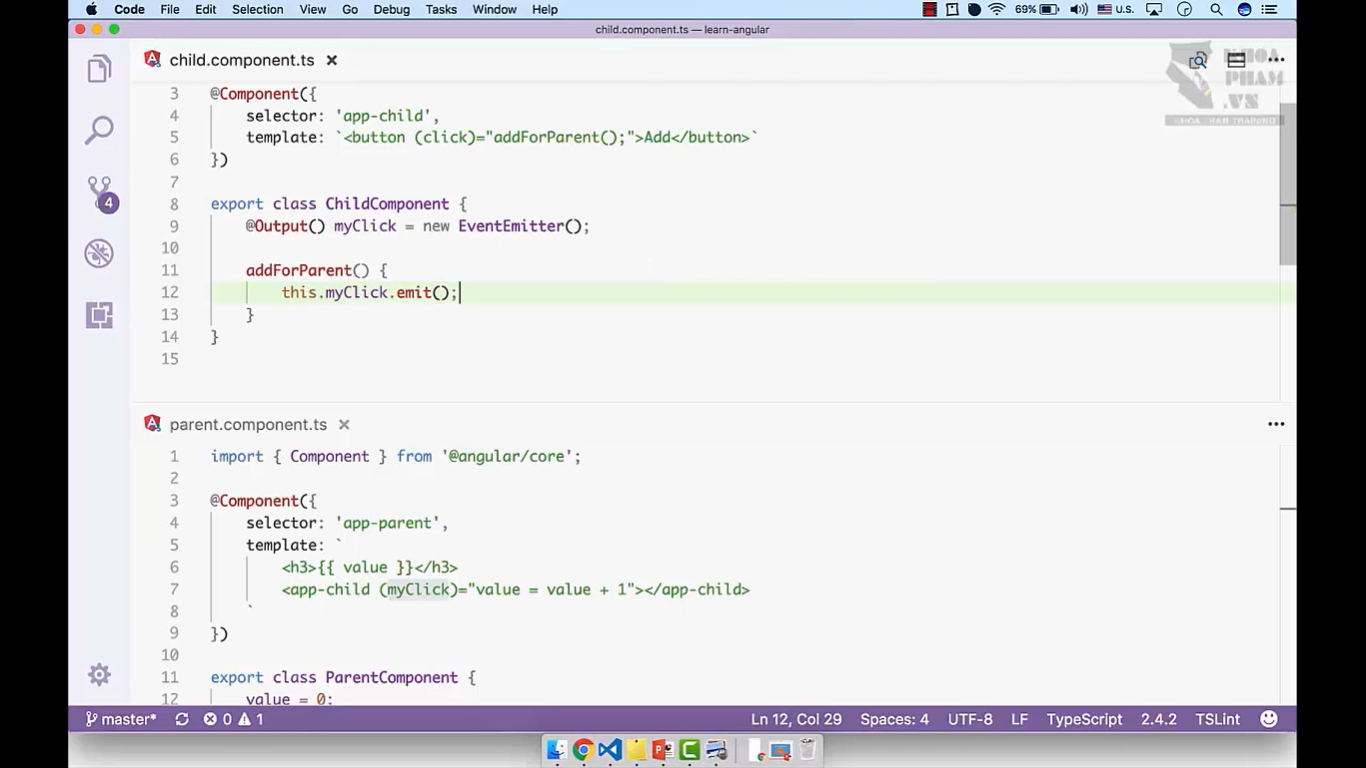 Code File Edit Selection View Go Debug Tasks Window Help 69% U.S.
child.component.ts — learn-angular
child.component.ts
KHOA
PHAM
.VN
3 @Component({
4 selector: 'app-child',
5 template: `<button (click)="addForParent();">Add</button>`
6 })
7
8 export class ChildComponent {
9 @Output() myClick = new EventEmitter();
10
11 addForParent() {
12 this.myClick.emit();
13 }
14 }
15
4
parent.component.ts
1 import { Component } from '@angular/core';
2
3 @Component({
4 selector: 'app-parent',
5 template: `
6 <h3>{{ value }}</h3>
7 <app-child (myClick)="value = value + 1"></app-child>
8 `
9 })
10
11 export class ParentComponent {
12 value = 0;
master* 0 1 Ln 12, Col 29 Spaces: 4 UTF-8 LF TypeScript 2.4.2 TSLint